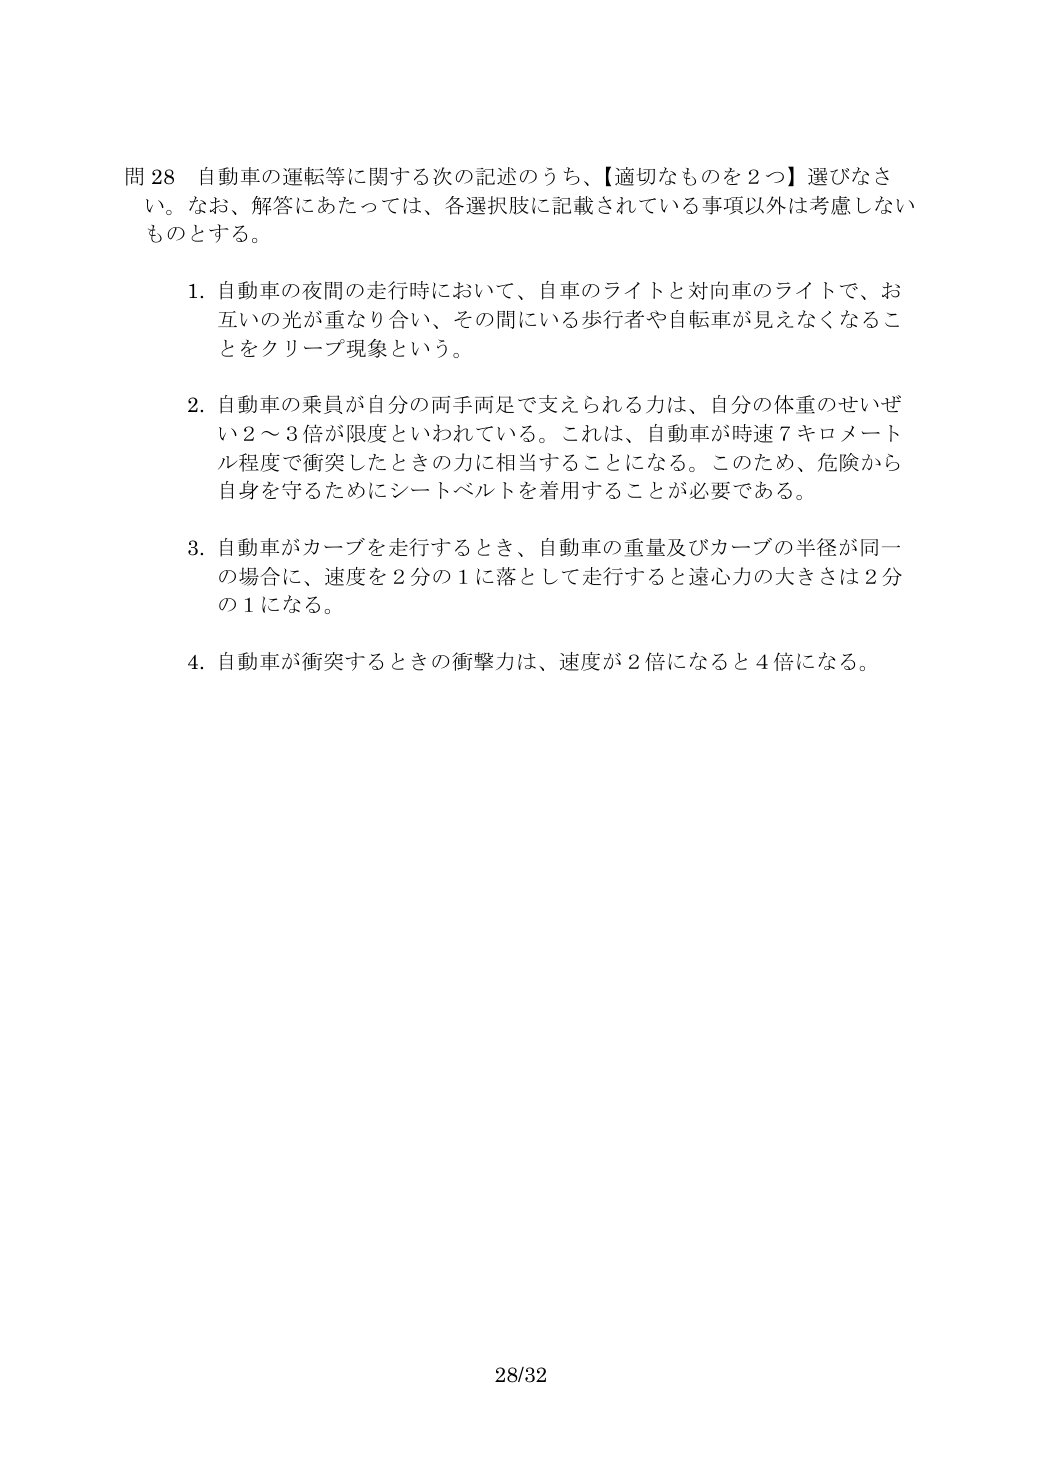 問 28　自動車の運転等に関する次の記述のうち、【適切なものを２つ】選びなさ
い。なお、解答にあたっては、各選択肢に記載されている事項以外は考慮しない
ものとする。
1. 自動車の夜間の走行時において、自車のライトと対向車のライトで、お
互いの光が重なり合い、その間にいる歩行者や自転車が見えなくなるこ
とをクリープ現象という。
2. 自動車の乗員が自分の両手両足で支えられる力は、自分の体重のせいぜ
い２～３倍が限度といわれている。これは、自動車が時速７キロメート
ル程度で衝突したときの力に相当することになる。このため、危険から
自身を守るためにシートベルトを着用することが必要である。
3. 自動車がカーブを走行するとき、自動車の重量及びカーブの半径が同一
の場合に、速度を２分の１に落として走行すると遠心力の大きさは２分
の１になる。
4. 自動車が衝突するときの衝撃力は、速度が２倍になると４倍になる。
28/32